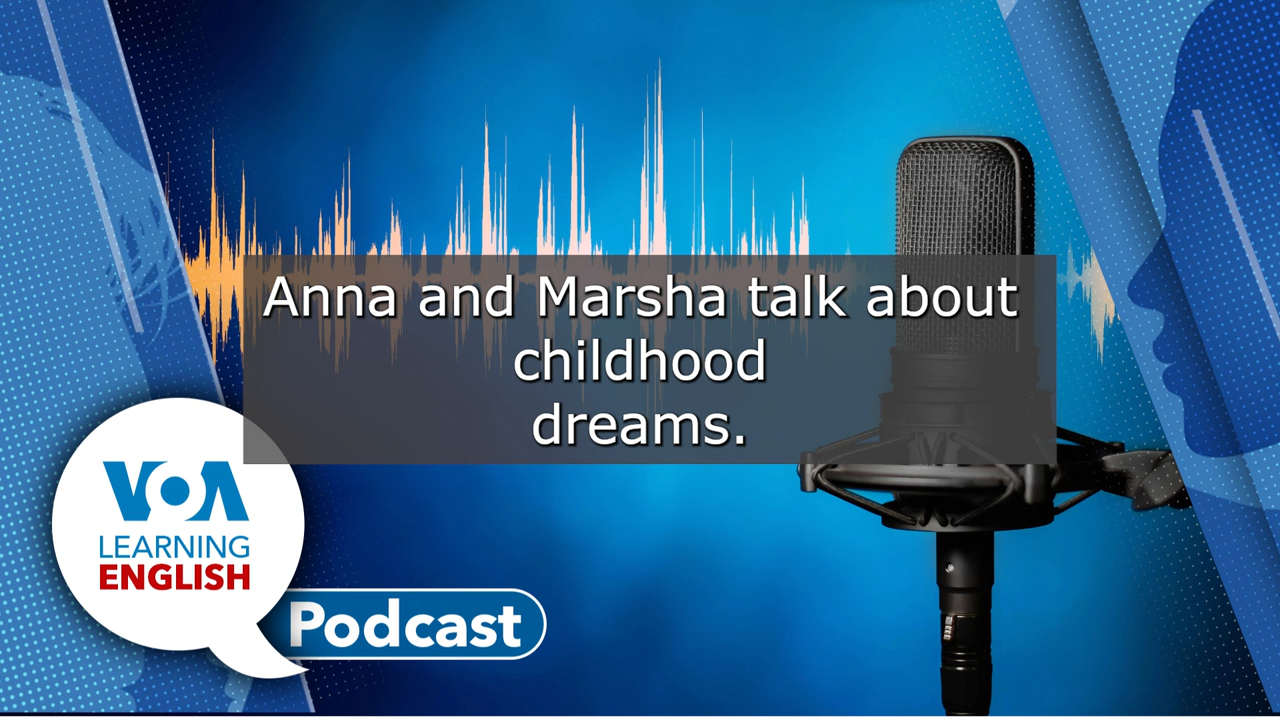 Anna and Marsha talk about
childhood
dreams.
VOA
LEARNING
ENGLISH
Podcast